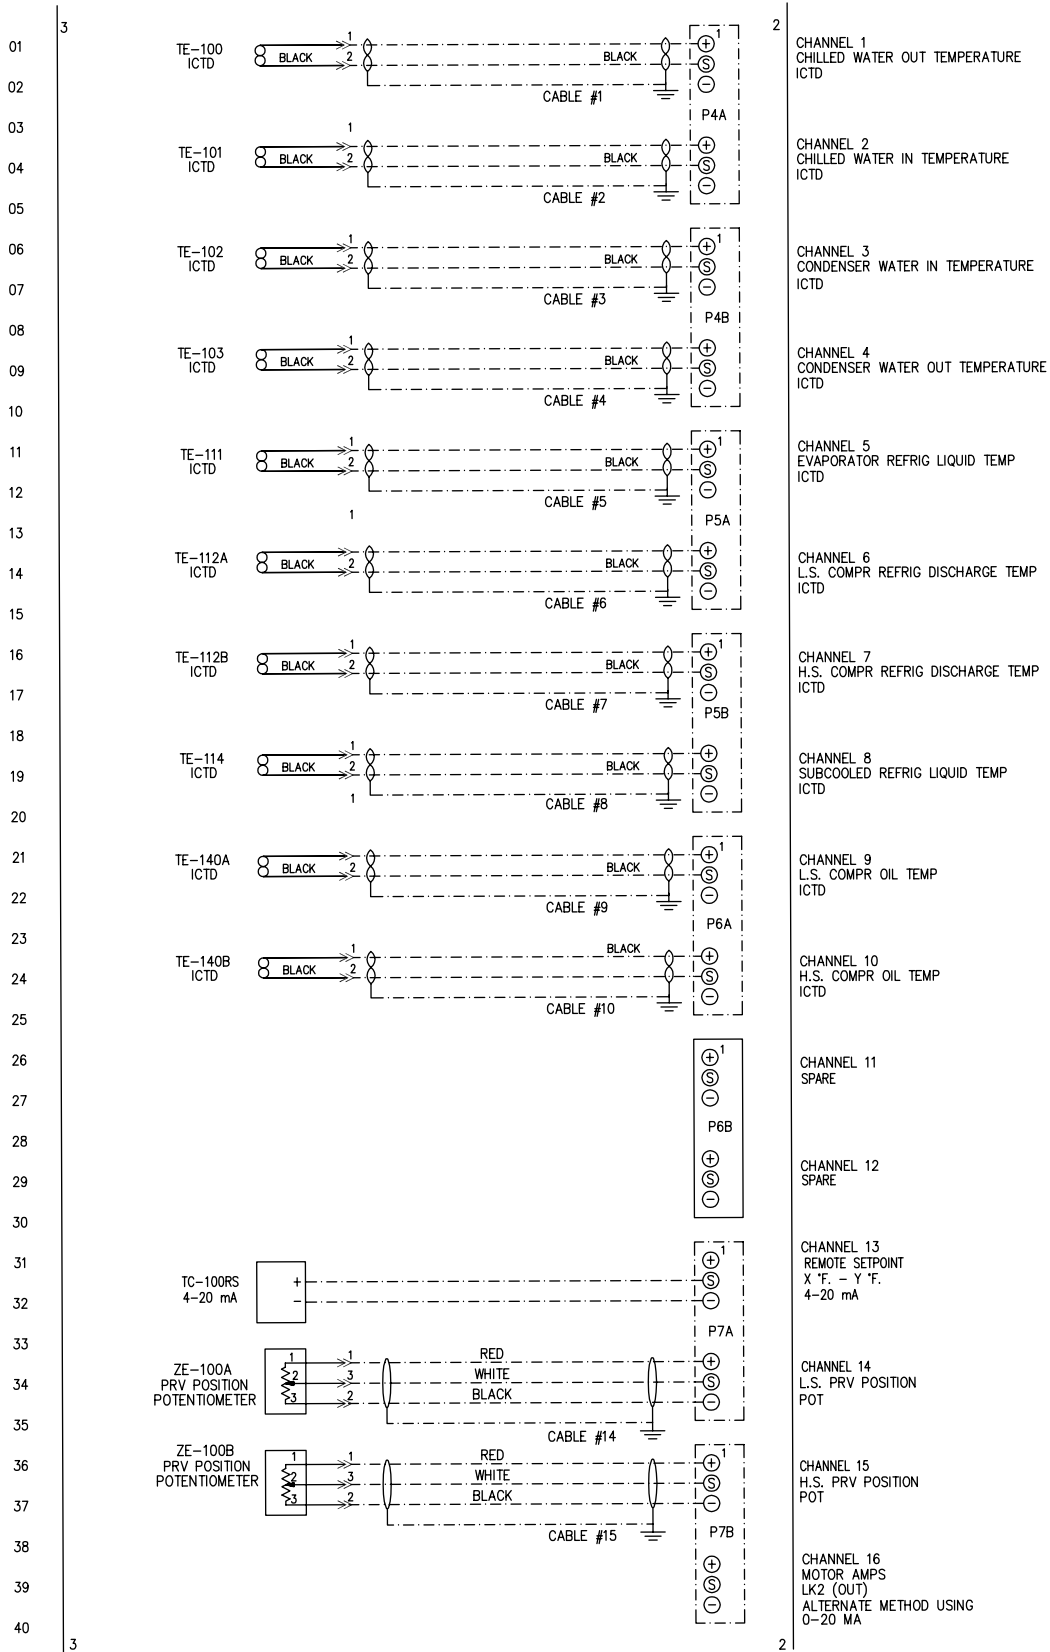 3
2
01
TE-100
ICTD
1
2
BLACK
BLACK
+
1
S
-
CHANNEL 1
CHILLED WATER OUT TEMPERATURE
ICTD
02
CABLE #1
P4A
03
TE-101
ICTD
1
2
BLACK
BLACK
+
S
-
CHANNEL 2
CHILLED WATER IN TEMPERATURE
ICTD
04
CABLE #2
05
06
TE-102
ICTD
1
2
BLACK
BLACK
+
1
S
-
CHANNEL 3
CONDENSER WATER IN TEMPERATURE
ICTD
07
CABLE #3
P4B
08
TE-103
ICTD
1
2
BLACK
BLACK
+
S
-
CHANNEL 4
CONDENSER WATER OUT TEMPERATURE
ICTD
09
CABLE #4
10
11
TE-111
ICTD
1
2
BLACK
BLACK
+
1
S
-
CHANNEL 5
EVAPORATOR REFRIG LIQUID TEMP
ICTD
12
CABLE #5
1
P5A
13
TE-112A
ICTD
2
BLACK
BLACK
+
S
-
CHANNEL 6
L.S. COMPR REFRIG DISCHARGE TEMP
ICTD
14
CABLE #6
15
16
TE-112B
ICTD
1
2
BLACK
BLACK
+
1
S
-
CHANNEL 7
H.S. COMPR REFRIG DISCHARGE TEMP
ICTD
17
CABLE #7
P5B
18
TE-114
ICTD
1
2
BLACK
BLACK
+
S
-
CHANNEL 8
SUBCOOLED REFRIG LIQUID TEMP
ICTD
19
1
CABLE #8
20
21
TE-140A
ICTD
1
2
BLACK
BLACK
+
1
S
-
CHANNEL 9
L.S. COMPR OIL TEMP
ICTD
22
CABLE #9
P6A
23
TE-140B
ICTD
1
2
BLACK
BLACK
+
S
-
CHANNEL 10
H.S. COMPR OIL TEMP
ICTD
24
CABLE #10
25
26
+
1
S
-
CHANNEL 11
SPARE
27
P6B
28
+
S
-
CHANNEL 12
SPARE
29
30
31
TC-100RS
4-20 mA
+
-
+
1
S
-
CHANNEL 13
REMOTE SETPOINT
X °F. - Y °F.
4-20 mA
32
P7A
33
ZE-100A
PRV POSITION
POTENTIOMETER
1
2
3
1
3
2
RED
WHITE
BLACK
+
S
-
CHANNEL 14
L.S. PRV POSITION
POT
34
35
CABLE #14
ZE-100B
PRV POSITION
POTENTIOMETER
36
1
2
3
1
3
2
RED
WHITE
BLACK
+
1
S
-
CHANNEL 15
H.S. PRV POSITION
POT
37
CABLE #15
P7B
38
+
S
-
CHANNEL 16
MOTOR AMPS
LK2 (OUT)
ALTERNATE METHOD USING
0-20 MA
39
40
3
2